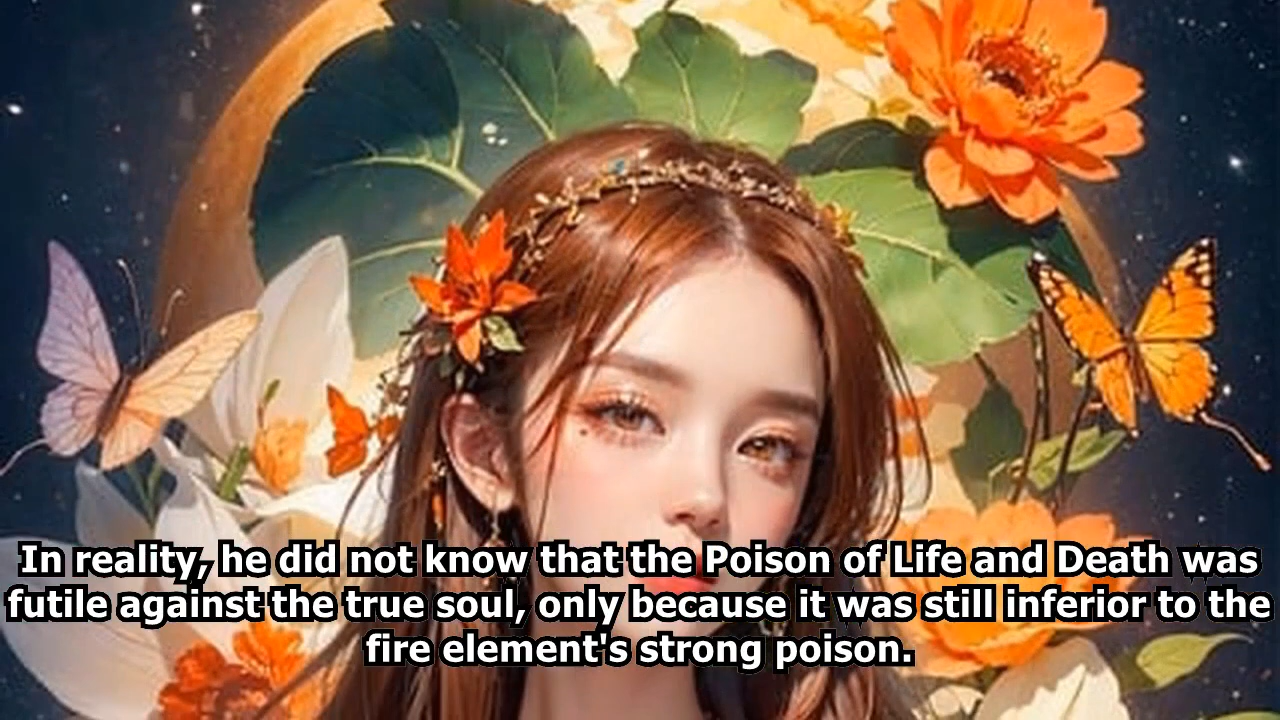 In reality, he did not know that the Poison of Life and Death was
futile against the true soul, only because it was still inferior to the
fire element's strong poison.